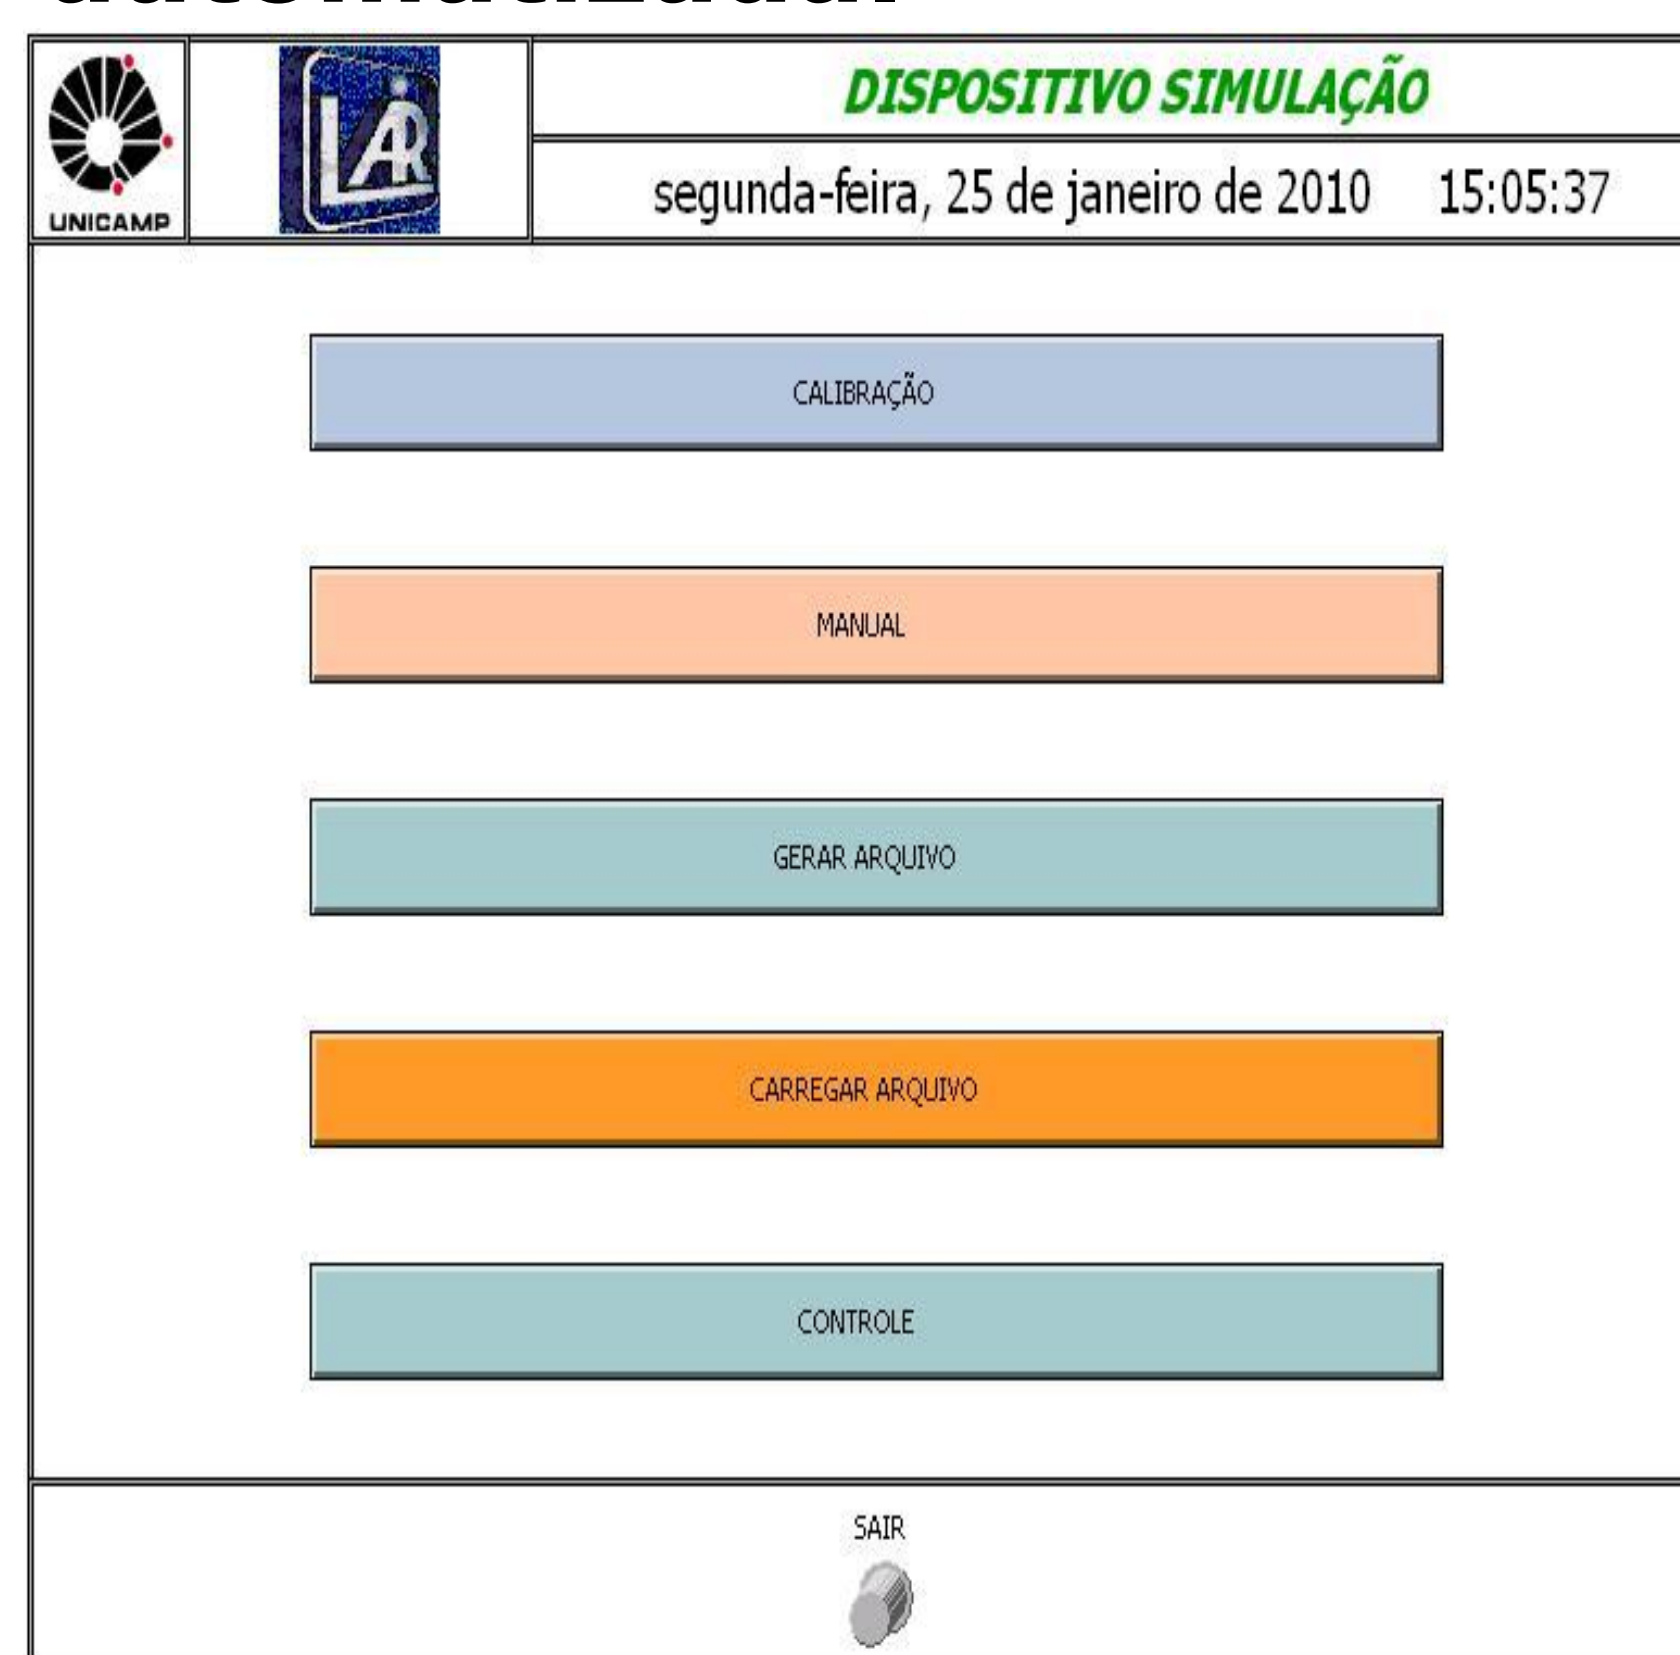 DISPOSITIVO SIMULAÇÃO
segunda-feira, 25 de janeiro de 2010 15:05:37
UNICAMP
LAIR
CALIBRAÇÃO
MANUAL
GERAR ARQUIVO
CARREGAR ARQUIVO
CONTROLE
SAIR